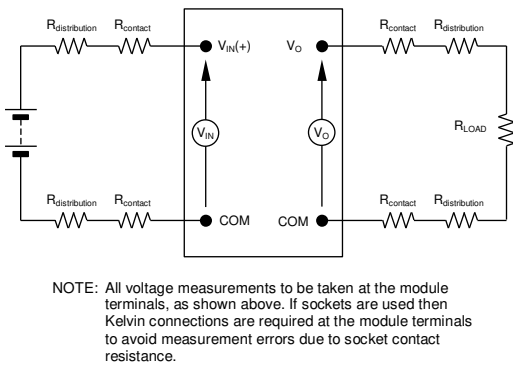 Rdistribution Rcontact VIN(+) VO Rcontact Rdistribution
VIN VO RLOAD
Rdistribution Rcontact COM COM Rcontact Rdistribution
NOTE: All voltage measurements to be taken at the module
terminals, as shown above. If sockets are used then
Kelvin connections are required at the module terminals
to avoid measurement errors due to socket contact
resistance.